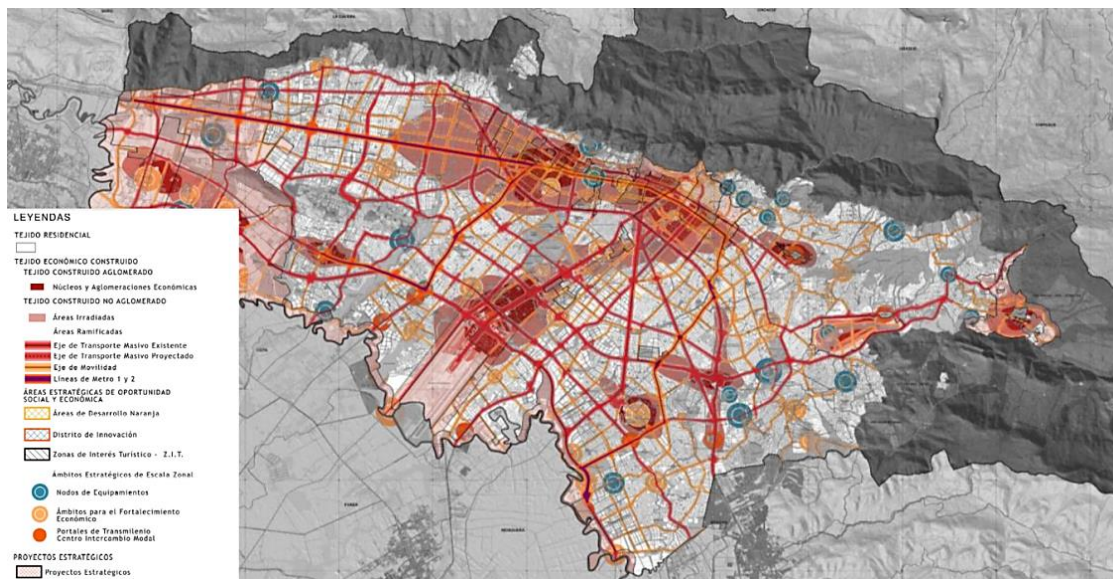 LEYENDAS
TEJIDO RESIDENCIAL
TEJIDO ECONÓMICO CONSTRUIDO
TEJIDO CONSTRUIDO AGLOMERADO
Núcleos y Aglomeraciones Económicas
TEJIDO CONSTRUIDO NO AGLOMERADO
Áreas Irradiadas
Áreas Ramificadas
Eje de Transporte Masivo Existente
Eje de Transporte Masivo Proyectado
Eje de Movilidad
Líneas de Metro 1 y 2
ÁREAS ESTRATÉGICAS DE OPORTUNIDAD
SOCIAL Y ECONÓMICA
Áreas de Desarrollo Naranja
Distrito de Innovación
Zonas de Interés Turístico - Z.I.T.
Ámbitos Estratégicos de Escala Zonal
Nodos de Equipamientos
Ámbitos para el Fortalecimiento
Económico
Portales de Transmilenio
Centro Intercambio Modal
PROYECTOS ESTRATÉGICOS
Proyectos Estratégicos